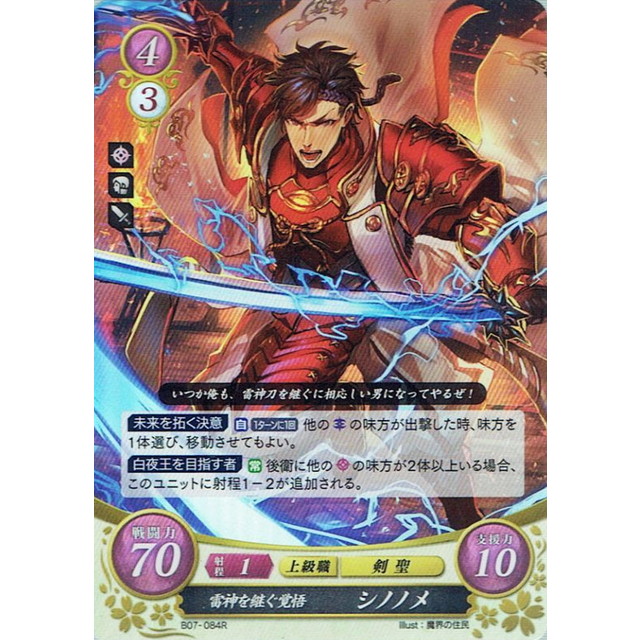 4
3
いつか俺も、雷神刀を継ぐに相応しい男になってやるぜ！
未来を拓く決意 自 1ターンに1回 他のの味方が出撃した時、味方を
1体選び、移動させてもよい。
白夜王を目指す者 常 後衛に他のの味方が2体以上いる場合、
このユニットに射程1－2が追加される。
戦闘力 70
射程 1 上級職 剣聖
支援力 10
雷神を継ぐ覚悟 シノノメ
B07-084R
Illust：魔界の住民